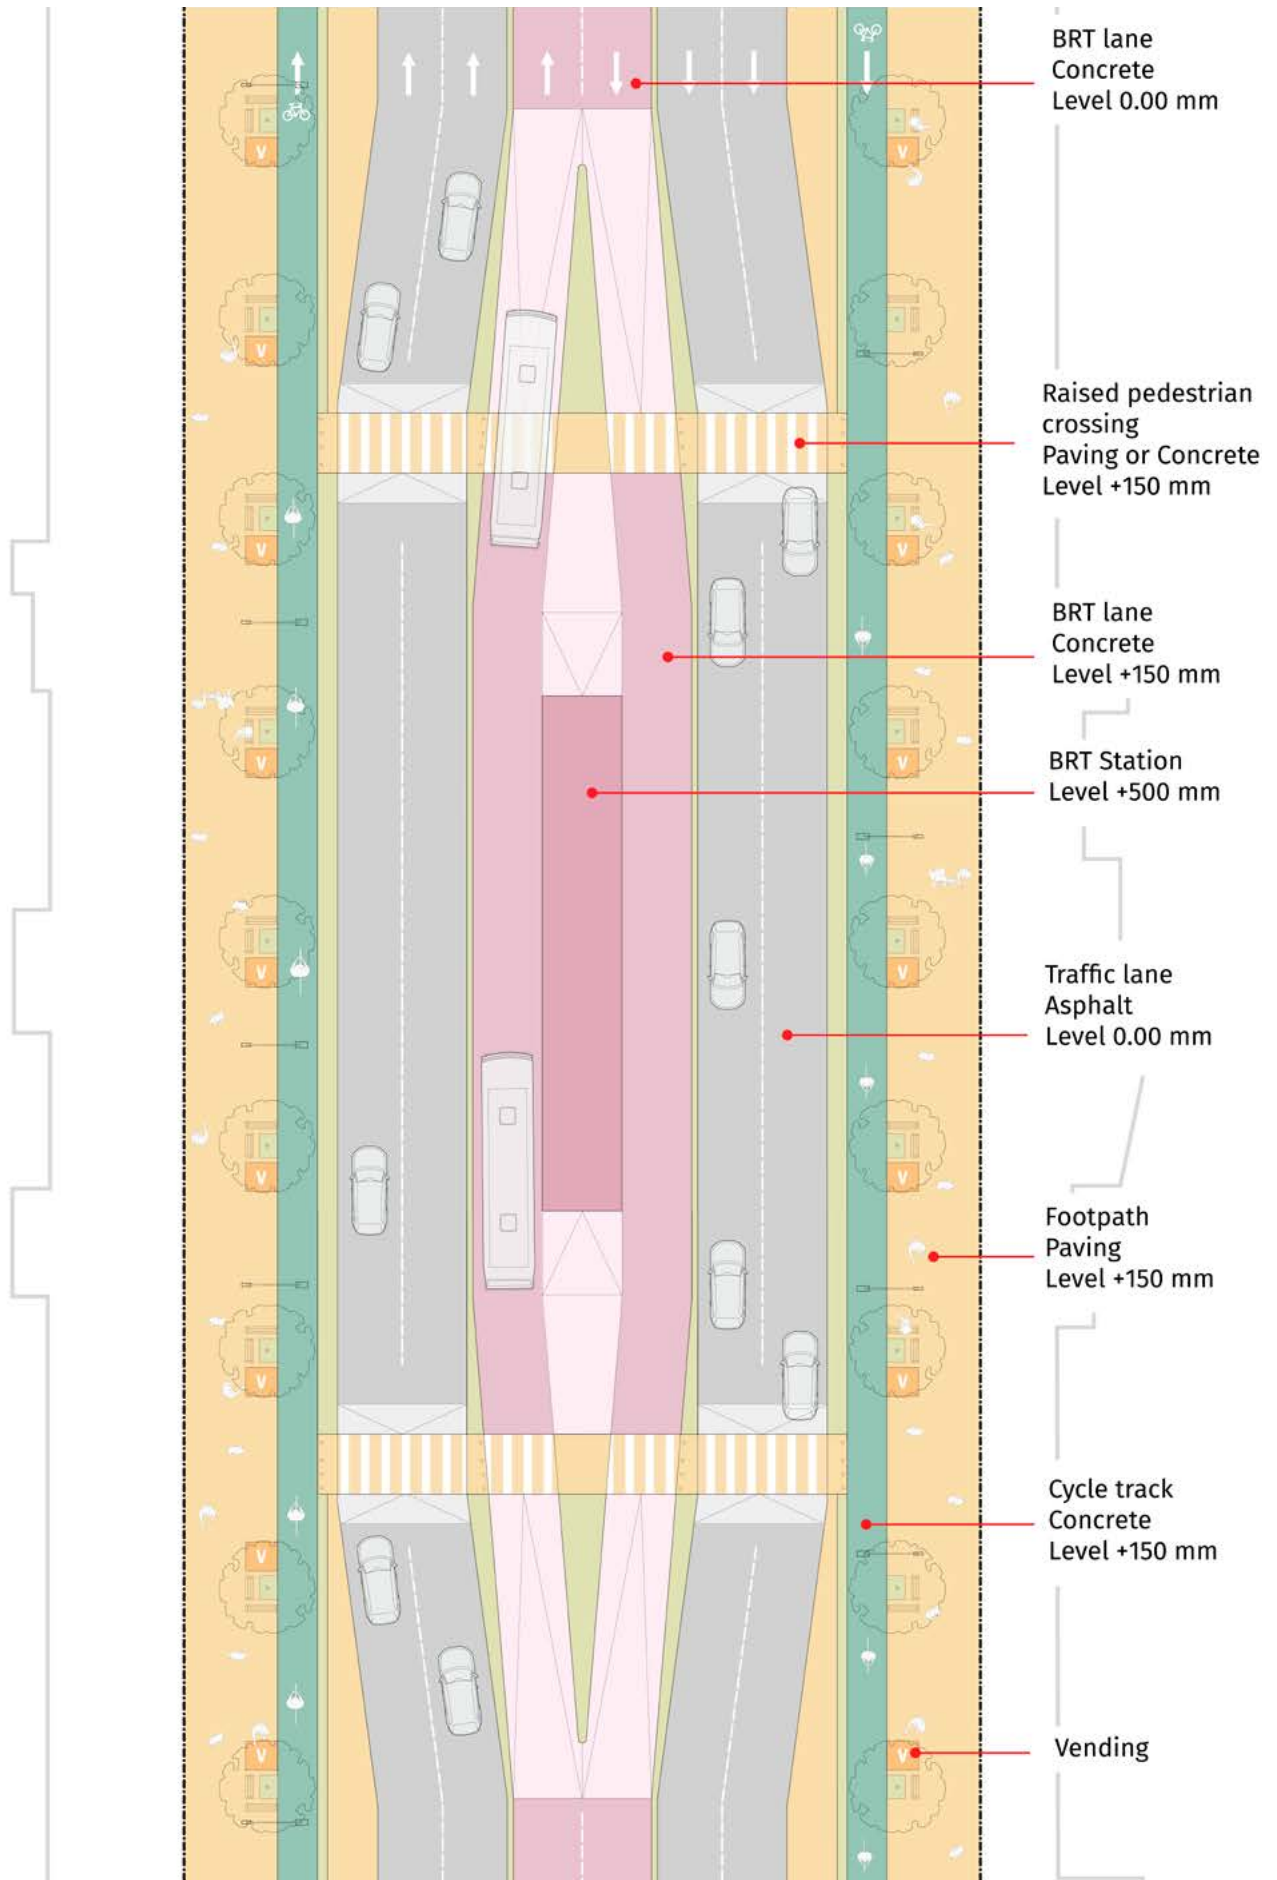 BRT lane
Concrete
Level 0.00 mm
V
V
V
Raised pedestrian
crossing
Paving or Concrete
Level +150 mm
V
V
BRT lane
Concrete
Level +150 mm
BRT Station
Level +500 mm
V
V
V
V
Traffic lane
Asphalt
Level 0.00 mm
V
V
Footpath
Paving
Level +150 mm
V
V
Cycle track
Concrete
Level +150 mm
V
Vending
V
V